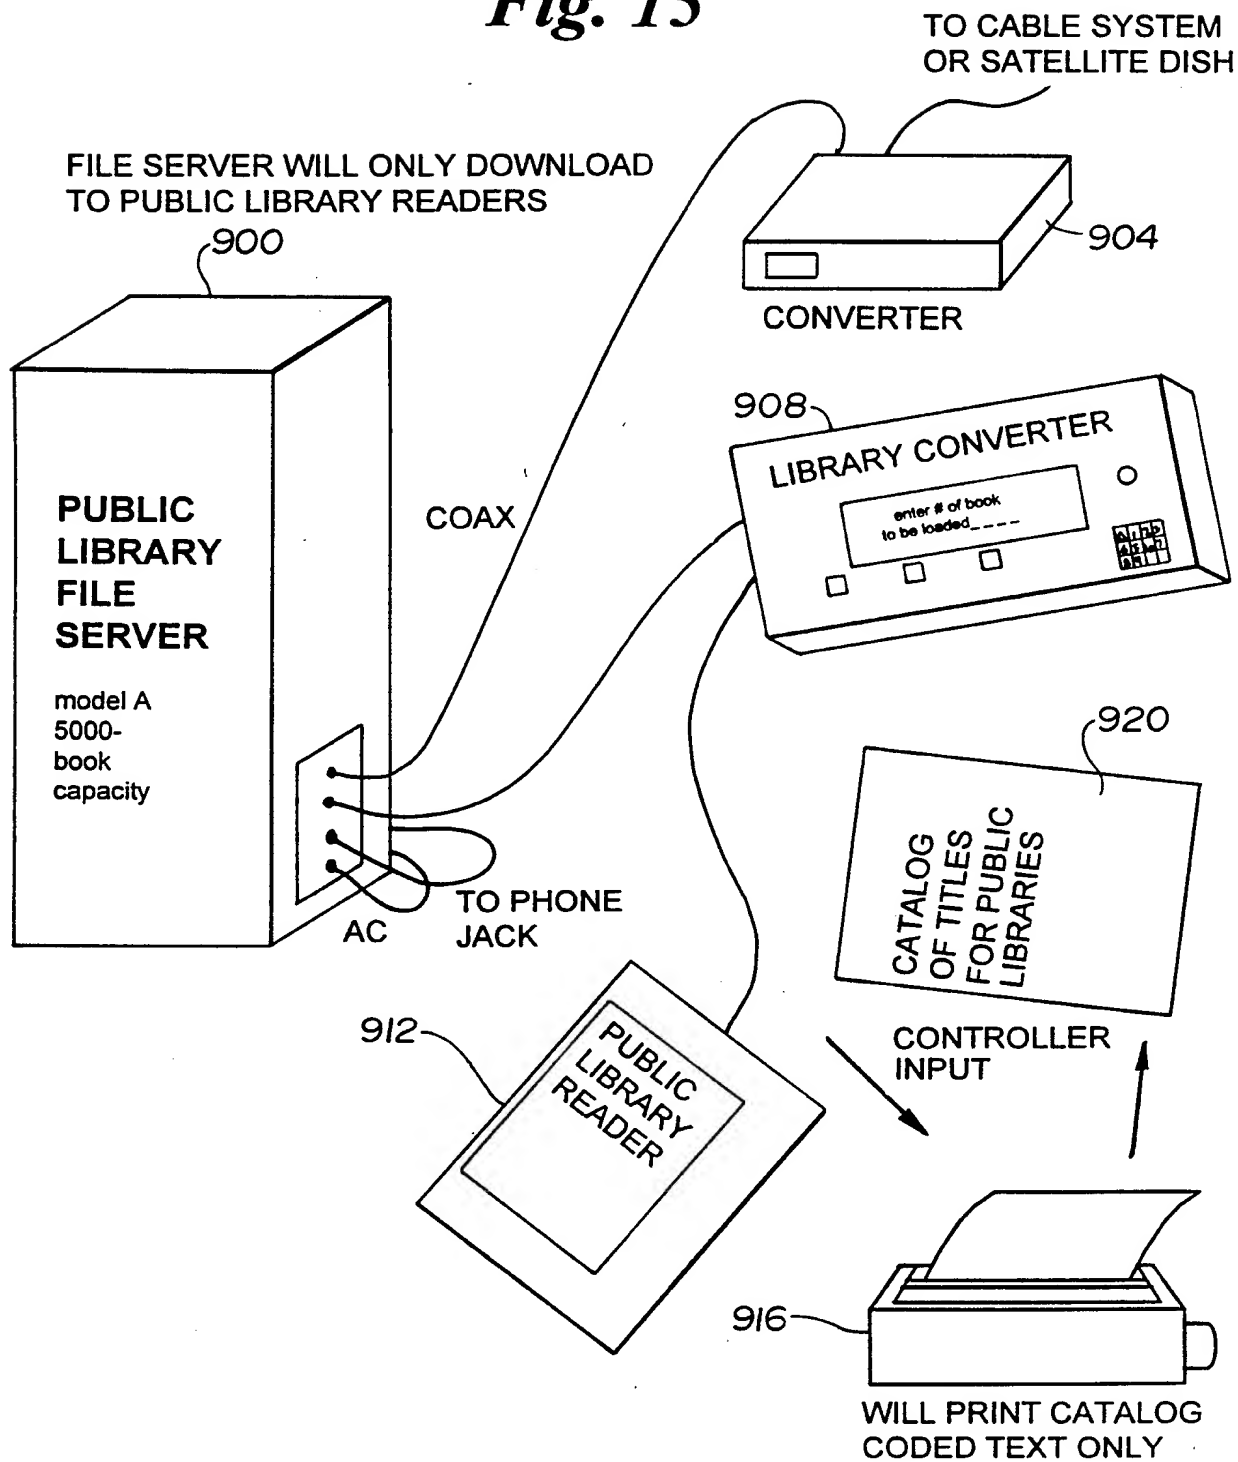 Fig. 15
TO CABLE SYSTEM
OR SATELLITE DISH
FILE SERVER WILL ONLY DOWNLOAD
TO PUBLIC LIBRARY READERS
900
904
CONVERTER
908
LIBRARY CONVERTER
enter # of book
to be loaded_ _ _ _
COAX
PUBLIC
LIBRARY
FILE
SERVER
model A
5000-
book
capacity
AC
TO PHONE
JACK
920
CATALOG
OF TITLES
FOR PUBLIC
LIBRARIES
912
PUBLIC
LIBRARY
READER
CONTROLLER
INPUT
916
WILL PRINT CATALOG
CODED TEXT ONLY